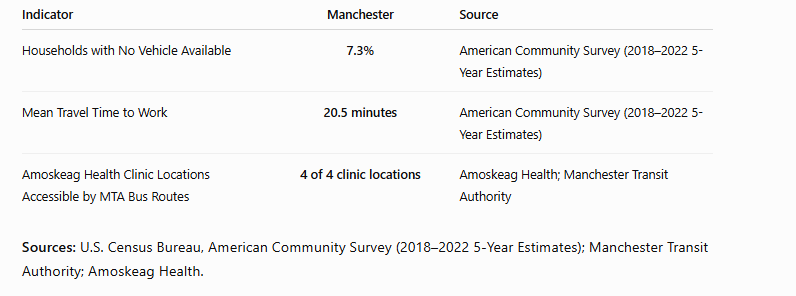 Indicator Manchester Source
Households with No Vehicle Available 7.3% American Community Survey (2018–2022 5-
Year Estimates)
Mean Travel Time to Work 20.5 minutes American Community Survey (2018–2022 5-
Year Estimates)
Amoskeag Health Clinic Locations 4 of 4 clinic locations Amoskeag Health; Manchester Transit
Accessible by MTA Bus Routes Authority
Sources: U.S. Census Bureau, American Community Survey (2018–2022 5-Year Estimates); Manchester Transit
Authority; Amoskeag Health.